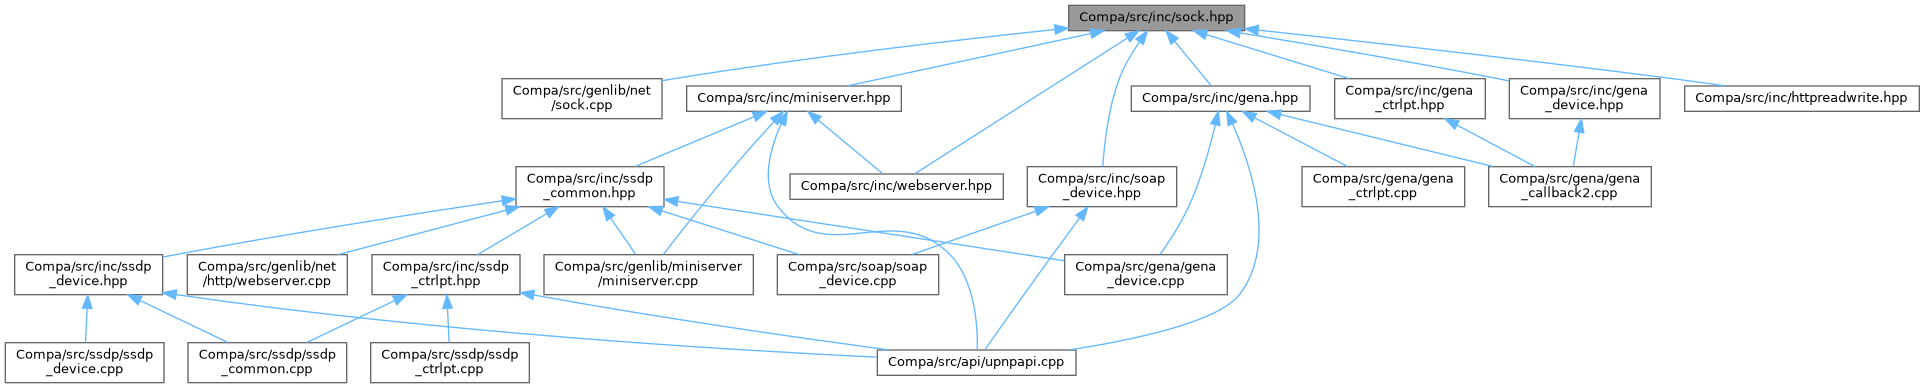 Compa/src/inc/sock.hpp
Compa/src/genlib/net
/sock.cpp
Compa/src/inc/miniserver.hpp
Compa/src/inc/gena.hpp
Compa/src/inc/gena
_ctrlpt.hpp
Compa/src/inc/gena
_device.hpp
Compa/src/inc/httpreadwrite.hpp
Compa/src/inc/ssdp
_common.hpp
Compa/src/inc/webserver.hpp
Compa/src/inc/soap
_device.hpp
Compa/src/gena/gena
_ctrlpt.cpp
Compa/src/gena/gena
_callback2.cpp
Compa/src/inc/ssdp
_device.hpp
Compa/src/genlib/net
/http/webserver.cpp
Compa/src/inc/ssdp
_ctrlpt.hpp
Compa/src/genlib/miniserver
/miniserver.cpp
Compa/src/soap/soap
_device.cpp
Compa/src/gena/gena
_device.cpp
Compa/src/ssdp/ssdp
_device.cpp
Compa/src/ssdp/ssdp
_common.cpp
Compa/src/ssdp/ssdp
_ctrlpt.cpp
Compa/src/api/upnpapi.cpp